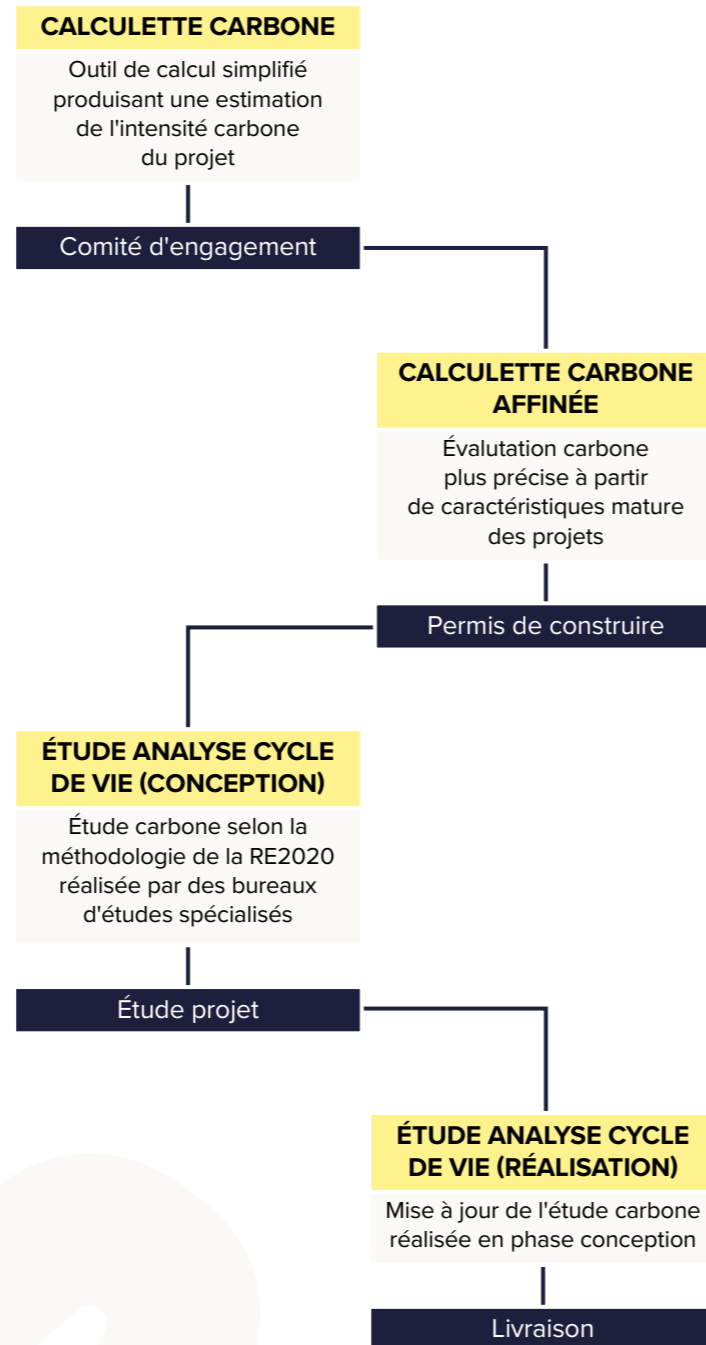 CALCULETTE CARBONE
Outil de calcul simplifié
produisant une estimation
de l'intensité carbone
du projet
Comité d'engagement
CALCULETTE CARBONE
AFFINÉE
Évalutation carbone
plus précise à partir
de caractéristiques mature
des projets
Permis de construire
ÉTUDE ANALYSE CYCLE
DE VIE (CONCEPTION)
Étude carbone selon la
méthodologie de la RE2020
réalisée par des bureaux
d'études spécialisés
Étude projet
ÉTUDE ANALYSE CYCLE
DE VIE (RÉALISATION)
Mise à jour de l'étude carbone
réalisée en phase conception
Livraison